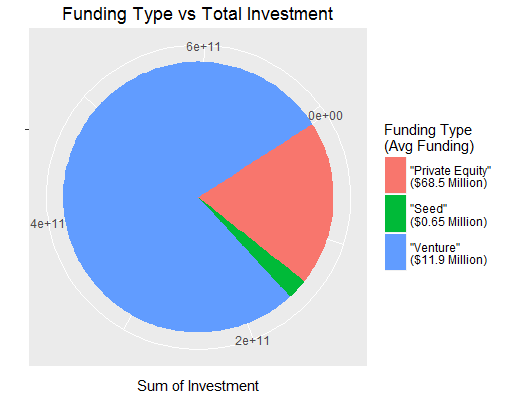 Funding Type vs Total Investment
6e+11
0e+00
4e+11
2e+11
Sum of Investment
Funding Type
(Avg Funding)
"Private Equity"
($68.5 Million)
"Seed"
($0.65 Million)
"Venture"
($11.9 Million)